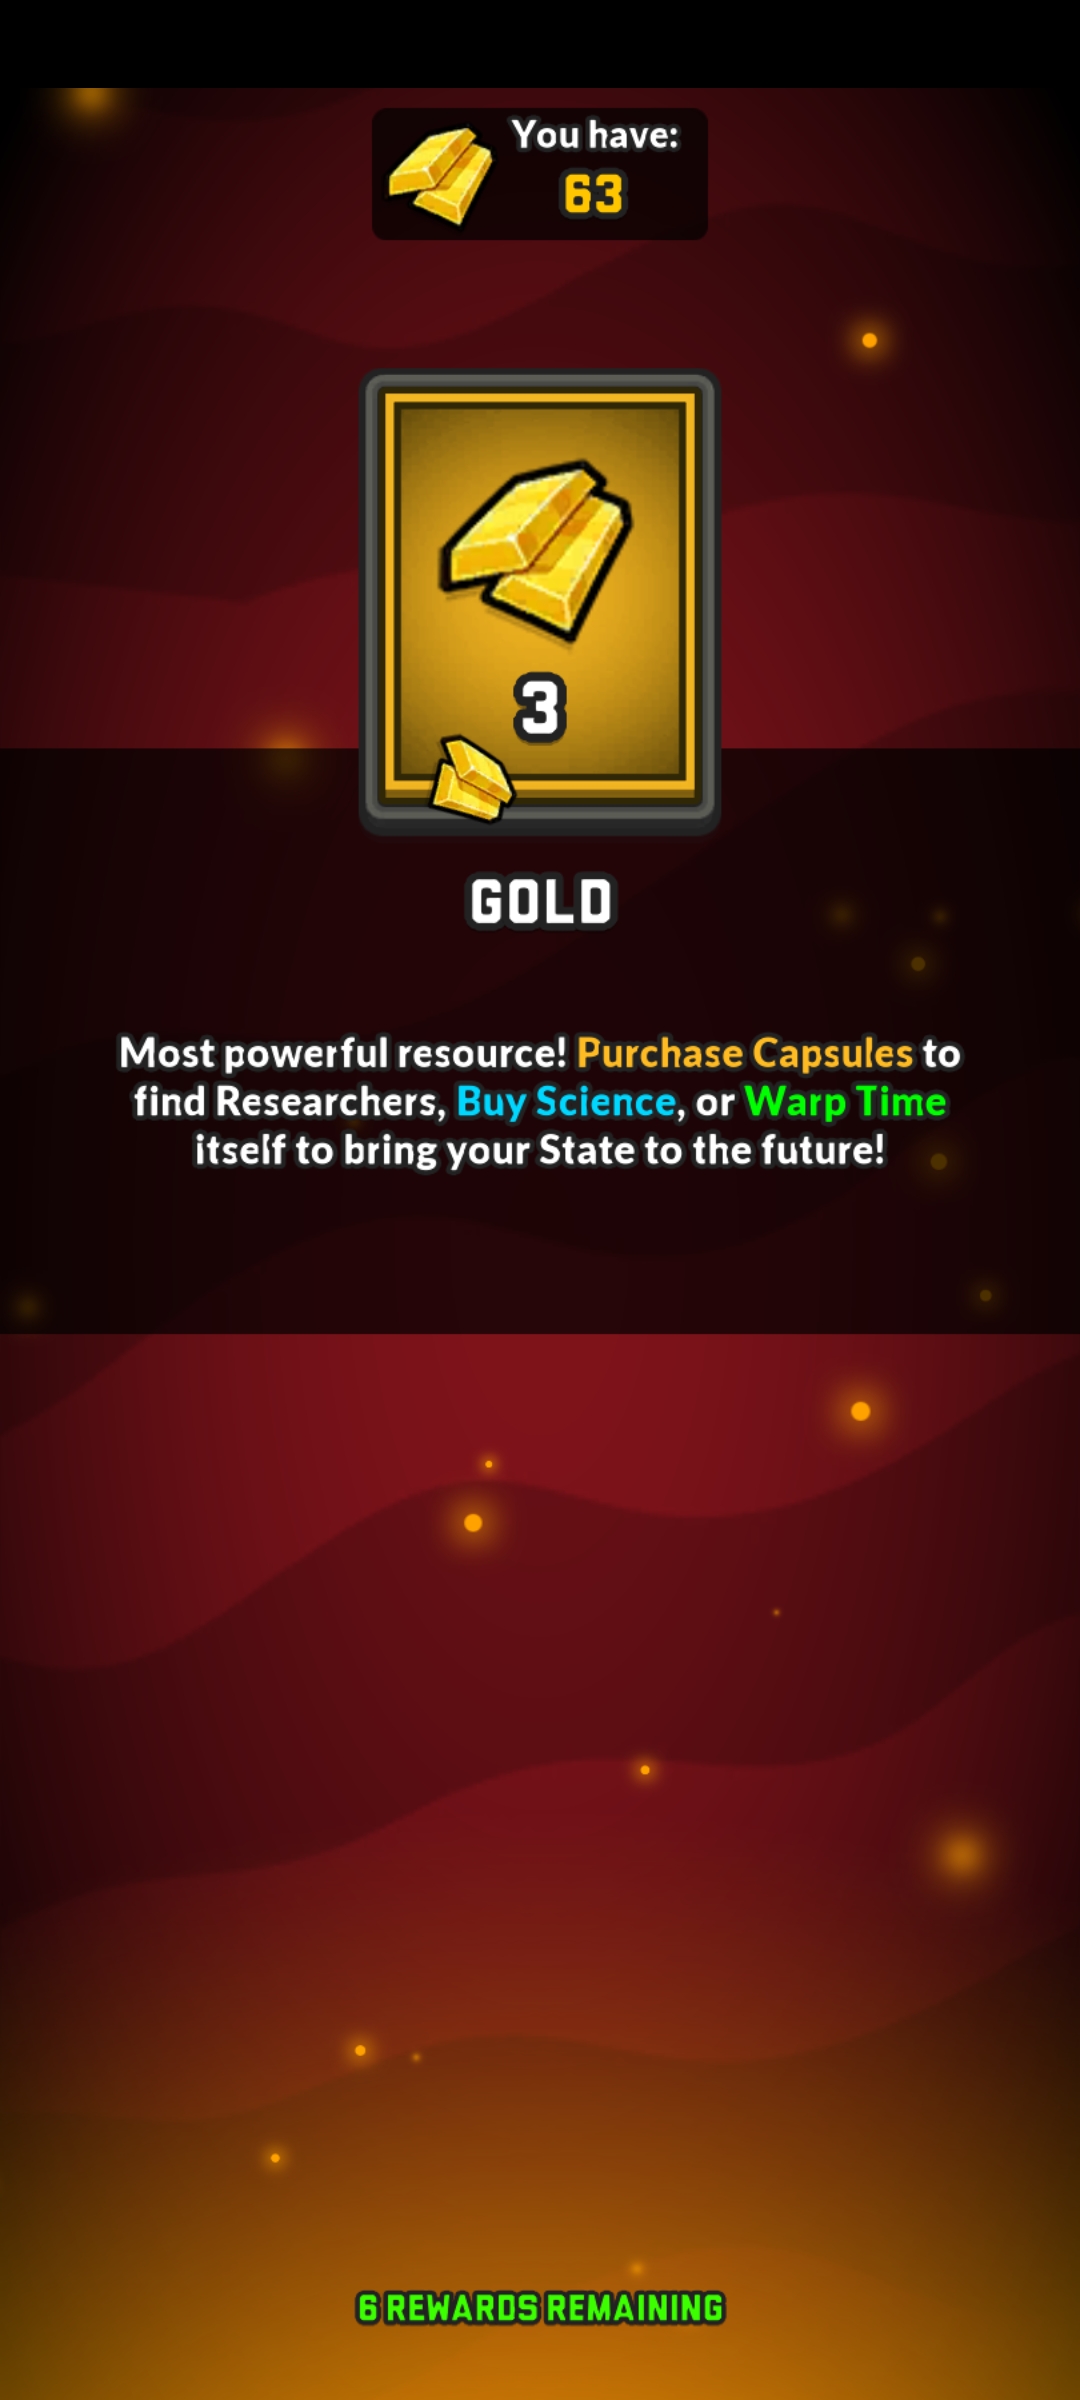 You have:
63
3
GOLD
Most powerful resource! Purchase Capsules to
find Researchers, Buy Science, or Warp Time
itself to bring your State to the future!
6 REWARDS REMAINING